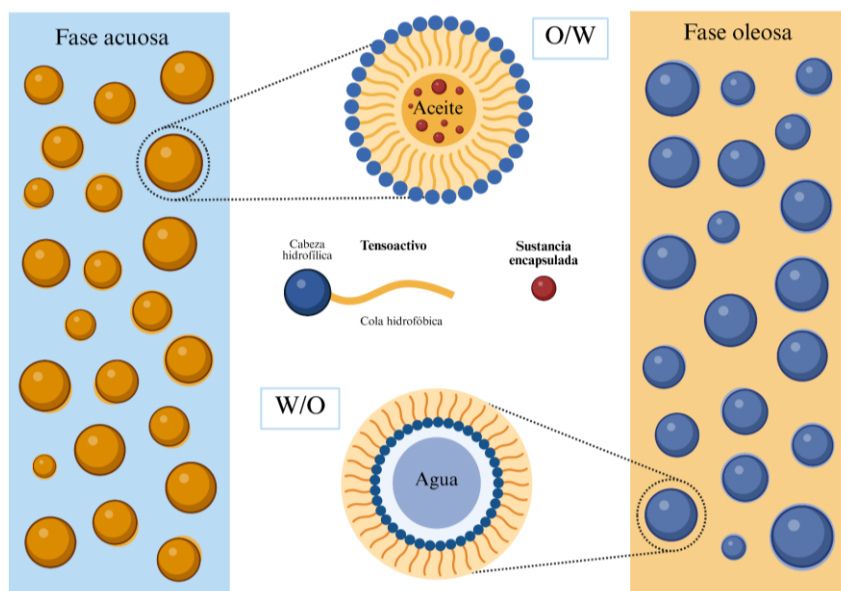 Fase acuosa
O/W
Fase oleosa
Aceite
Cabeza
hidrofílica
Tensoactivo
Sustancia
encapsulada
Cola hidrofóbica
W/O
Agua